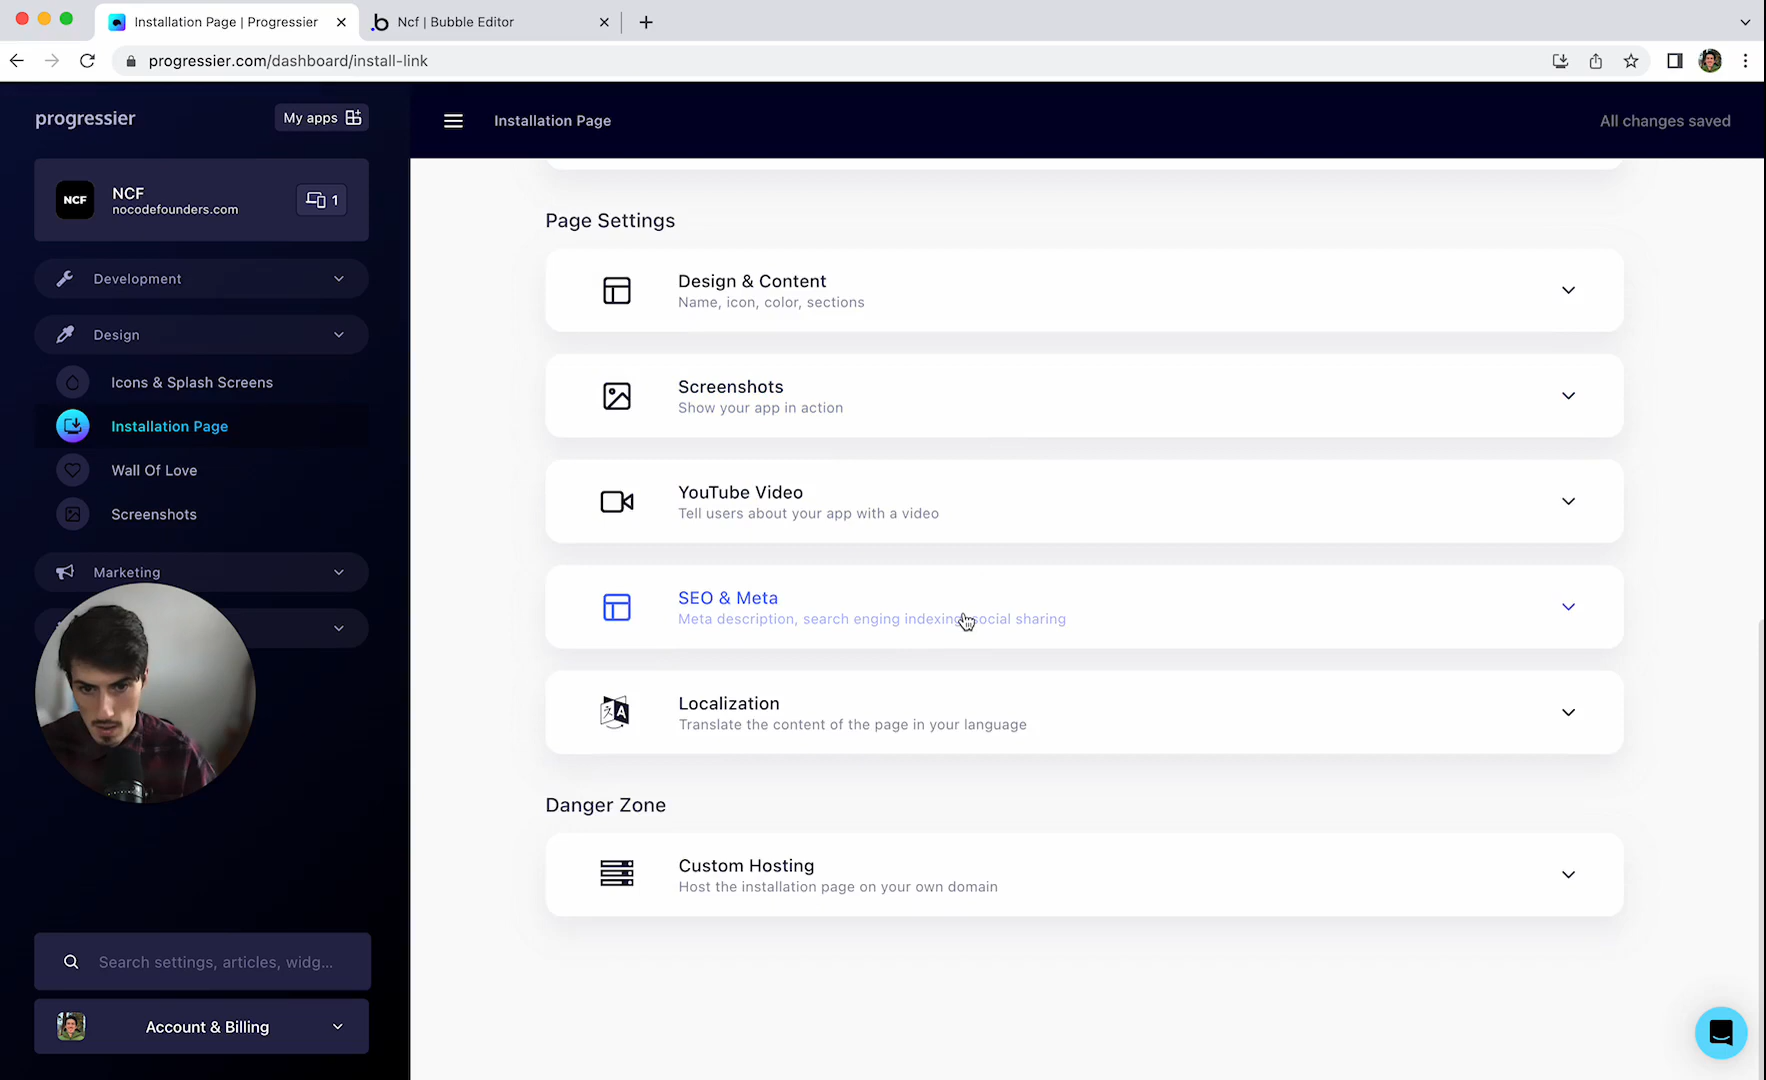 Installation Page | Progressier
Ncf | Bubble Editor
progressier.com/dashboard/install-link
progressier
My apps
Installation Page
All changes saved
NCF
NCF
nocodefounders.com
1
Development
Design
Icons & Splash Screens
Installation Page
Wall Of Love
Screenshots
Marketing
Search settings, articles, widg...
Account & Billing
Page Settings
Design & Content
Name, icon, color, sections
Screenshots
Show your app in action
YouTube Video
Tell users about your app with a video
SEO & Meta
Meta description, search enging indexing, social sharing
Localization
Translate the content of the page in your language
Danger Zone
Custom Hosting
Host the installation page on your own domain